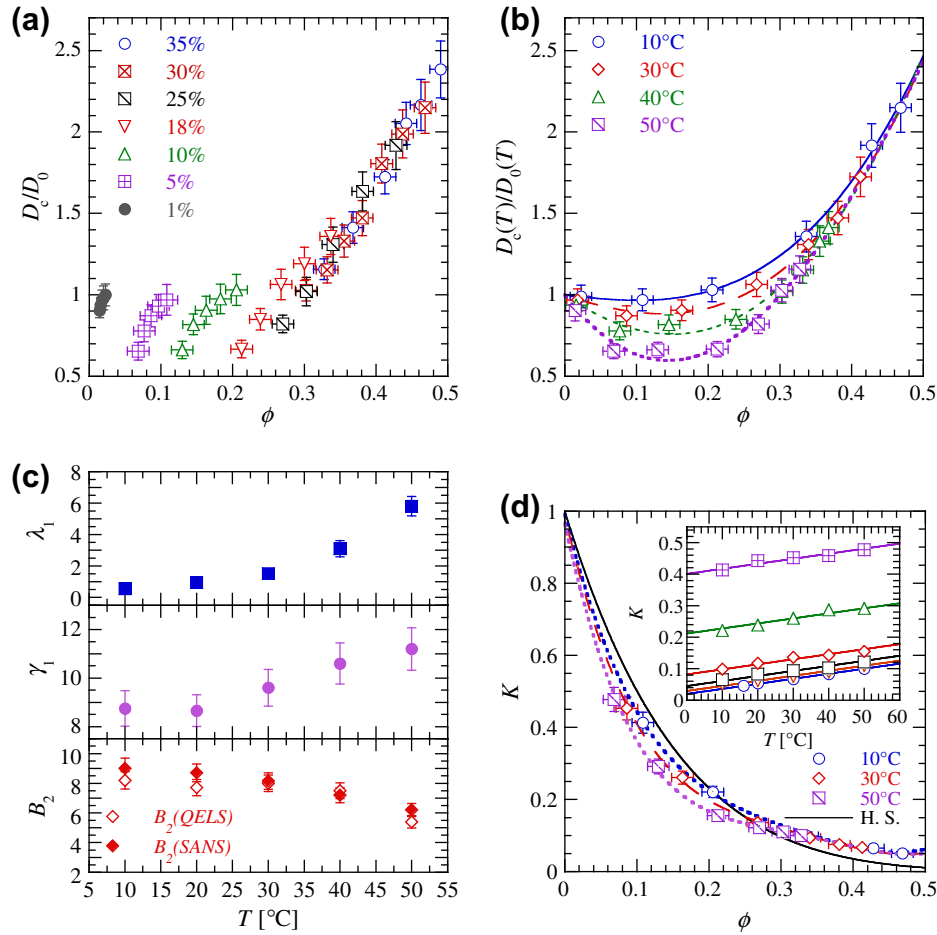 (a)
D_c/D_0
2.5
2
1.5
1
0.5
35%
30%
25%
18%
10%
5%
1%
0 0.1 0.2 0.3 0.4 0.5
ϕ
(b)
D_c(T)/D_0(T)
2.5
2
1.5
1
0.5
10°C
30°C
40°C
50°C
0 0.1 0.2 0.3 0.4 0.5
ϕ
(c)
λ_1
8
6
4
2
0
γ_1
12
10
8
B_2
10
8
6
4
2
B_2(QELS)
B_2(SANS)
5 10 15 20 25 30 35 40 45 50 55
T [°C]
(d)
K
1
0.8
0.6
0.4
0.2
0
K
0.5
0.4
0.3
0.2
0.1
0
0 10 20 30 40 50 60
T [°C]
10°C
30°C
50°C
H. S.
0 0.1 0.2 0.3 0.4 0.5
ϕ